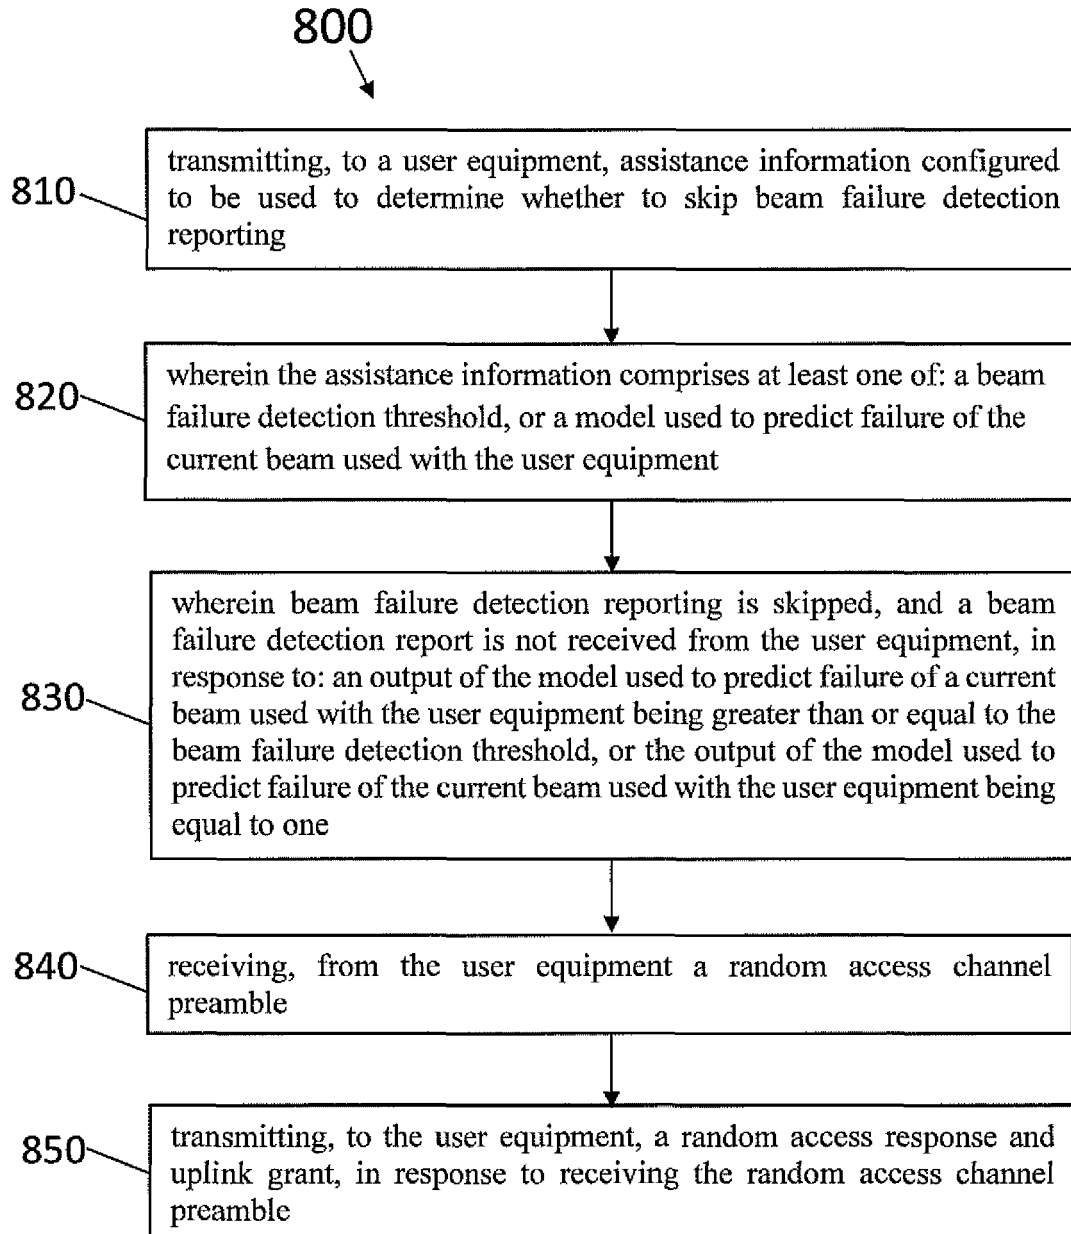 800
810
transmitting, to a user equipment, assistance information configured
to be used to determine whether to skip beam failure detection
reporting
820
wherein the assistance information comprises at least one of: a beam
failure detection threshold, or a model used to predict failure of the
current beam used with the user equipment
830
wherein beam failure detection reporting is skipped, and a beam
failure detection report is not received from the user equipment, in
response to: an output of the model used to predict failure of a current
beam used with the user equipment being greater than or equal to the
beam failure detection threshold, or the output of the model used to
predict failure of the current beam used with the user equipment being
equal to one
840
receiving, from the user equipment a random access channel
preamble
850
transmitting, to the user equipment, a random access response and
uplink grant, in response to receiving the random access channel
preamble